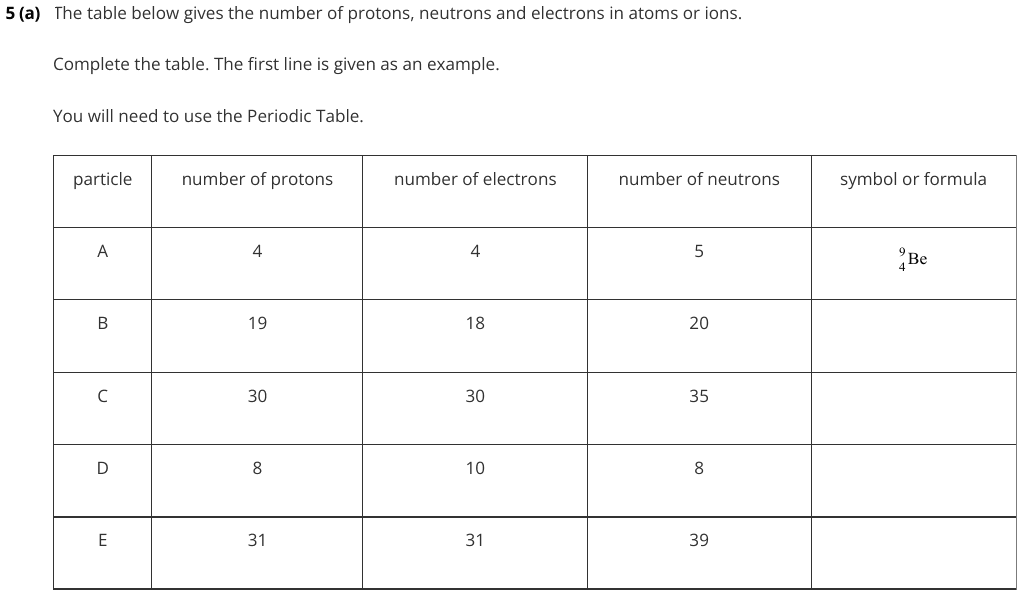 5 (a) The table below gives the number of protons, neutrons and electrons in atoms or ions.
Complete the table. The first line is given as an example.
You will need to use the Periodic Table.
particle number of protons number of electrons number of neutrons symbol or formula
A 4 4 5 ⁹₄Be
B 19 18 20
C 30 30 35
D 8 10 8
E 31 31 39